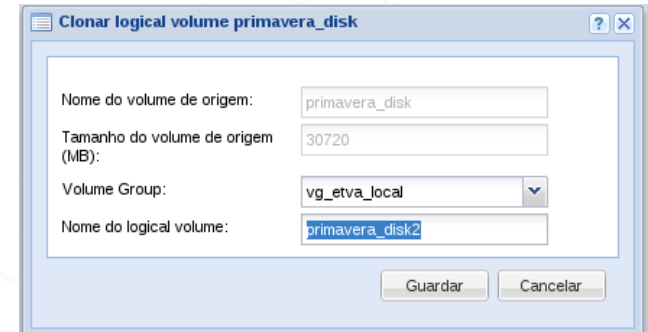 Clonar logical volume primavera_disk
Nome do volume de origem:
primavera_disk
Tamanho do volume de origem
(MB):
30720
Volume Group:
vg_etva_local
Nome do logical volume:
primavera_disk2
Guardar
Cancelar